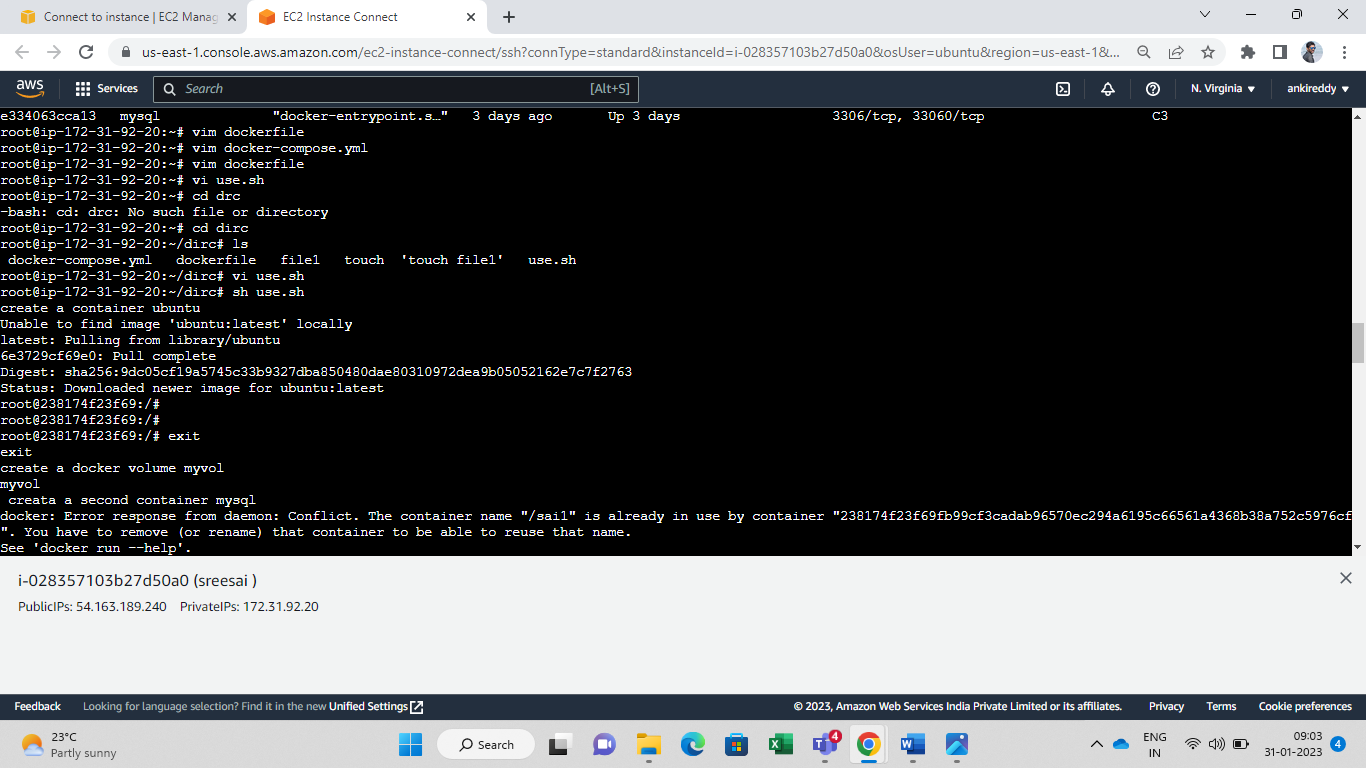 Connect to instance | EC2 Manag
EC2 Instance Connect
us-east-1.console.aws.amazon.com/ec2-instance-connect/ssh?connType=standard&instanceId=i-028357103b27d50a0&osUser=ubuntu&region=us-east-1&...
aws
Services
Search
[Alt+S]
N. Virginia
ankireddy
e334063cca13 mysql "docker-entrypoint.s…" 3 days ago Up 3 days 3306/tcp, 33060/tcp C3
root@ip-172-31-92-20:~# vim dockerfile
root@ip-172-31-92-20:~# vim docker-compose.yml
root@ip-172-31-92-20:~# vim dockerfile
root@ip-172-31-92-20:~# vi use.sh
root@ip-172-31-92-20:~# cd drc
-bash: cd: drc: No such file or directory
root@ip-172-31-92-20:~# cd dirc
root@ip-172-31-92-20:~/dirc# ls
docker-compose.yml dockerfile file1 touch 'touch file1' use.sh
root@ip-172-31-92-20:~/dirc# vi use.sh
root@ip-172-31-92-20:~/dirc# sh use.sh
create a container ubuntu
Unable to find image 'ubuntu:latest' locally
latest: Pulling from library/ubuntu
6e3729cf69e0: Pull complete
Digest: sha256:9dc05cf19a5745c33b9327dba850480dae80310972dea9b05052162e7c7f2763
Status: Downloaded newer image for ubuntu:latest
root@238174f23f69:/#
root@238174f23f69:/#
root@238174f23f69:/# exit
exit
create a docker volume myvol
myvol
creata a second container mysql
docker: Error response from daemon: Conflict. The container name "/sai1" is already in use by container "238174f23f69fb99cf3cadab96570ec294a6195c66561a4368b38a752c5976cf
". You have to remove (or rename) that container to be able to reuse that name.
See 'docker run --help'.
i-028357103b27d50a0 (sreesai )
PublicIPs: 54.163.189.240 PrivateIPs: 172.31.92.20
Feedback
Looking for language selection? Find it in the new Unified Settings
© 2023, Amazon Web Services India Private Limited or its affiliates.
Privacy
Terms
Cookie preferences
23°C
Partly sunny
Search
4
ENG
IN
09:03
31-01-2023
4